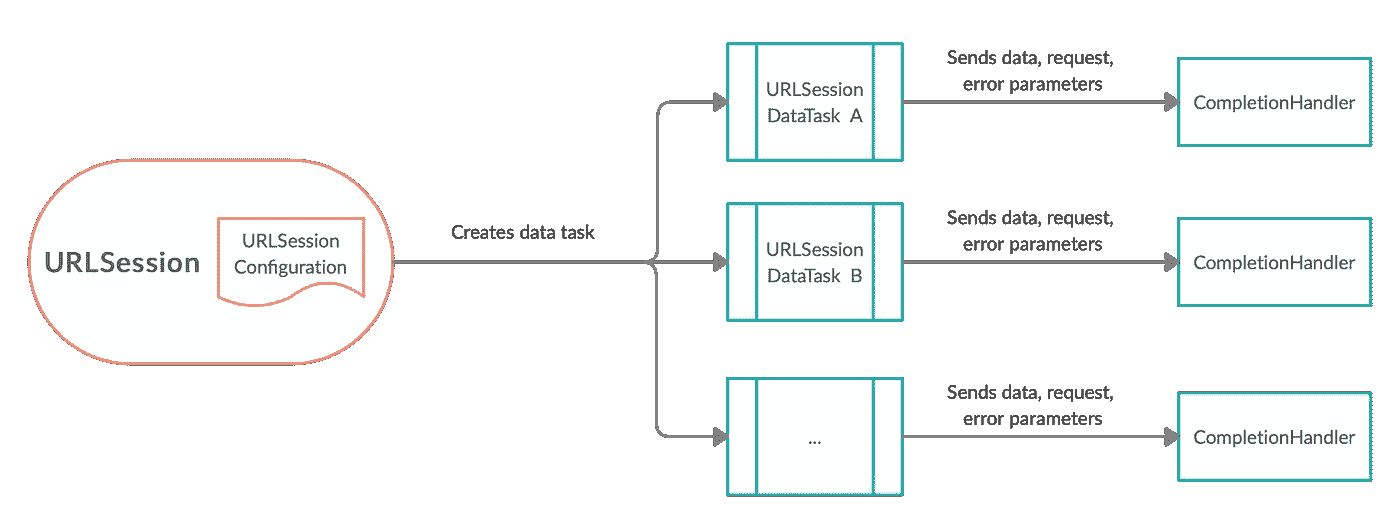 URLSession
URLSession
Configuration
Creates data task
URLSession
DataTask A
Sends data, request,
error parameters
CompletionHandler
URLSession
DataTask B
Sends data, request,
error parameters
CompletionHandler
...
Sends data, request,
error parameters
CompletionHandler